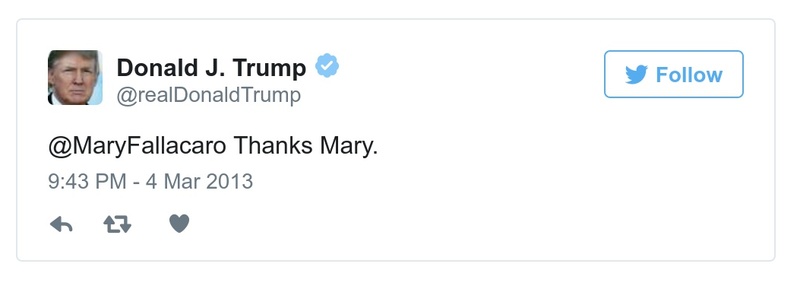 Donald J. Trump
@realDonaldTrump
Follow
@MaryFallacaro Thanks Mary.
9:43 PM - 4 Mar 2013